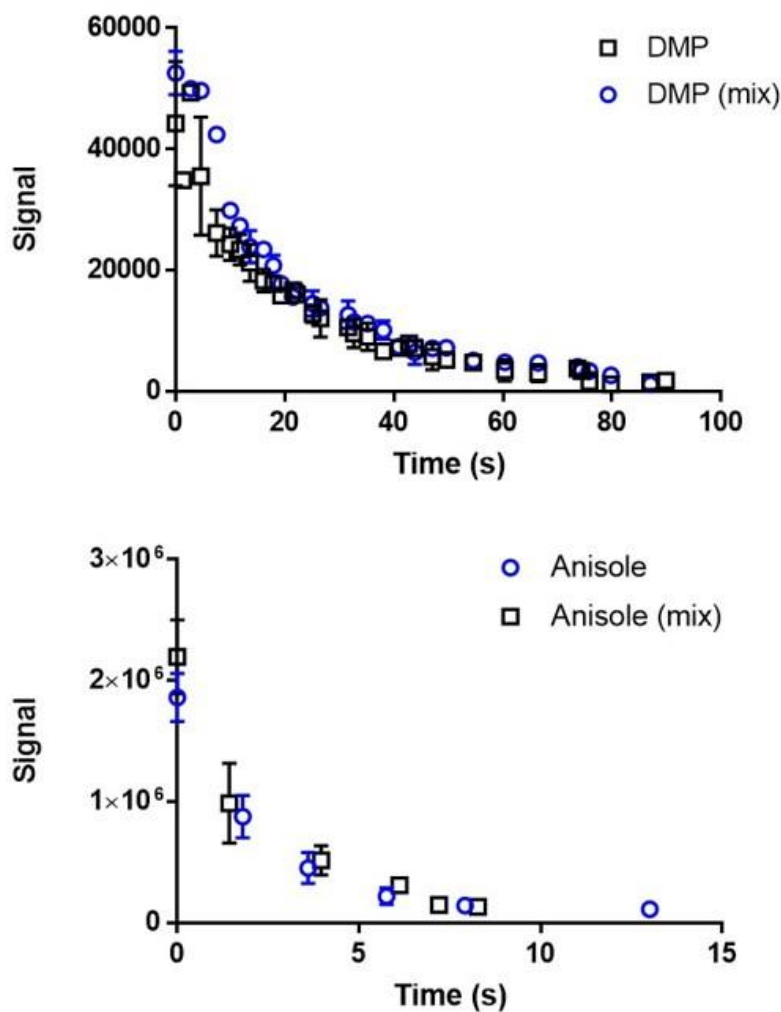 60000
DMP
DMP (mix)
40000
Signal
20000
0
0 20 40 60 80 100
Time (s)
3×10⁶
Anisole
Anisole (mix)
2×10⁶
Signal
1×10⁶
0
0 5 10 15
Time (s)